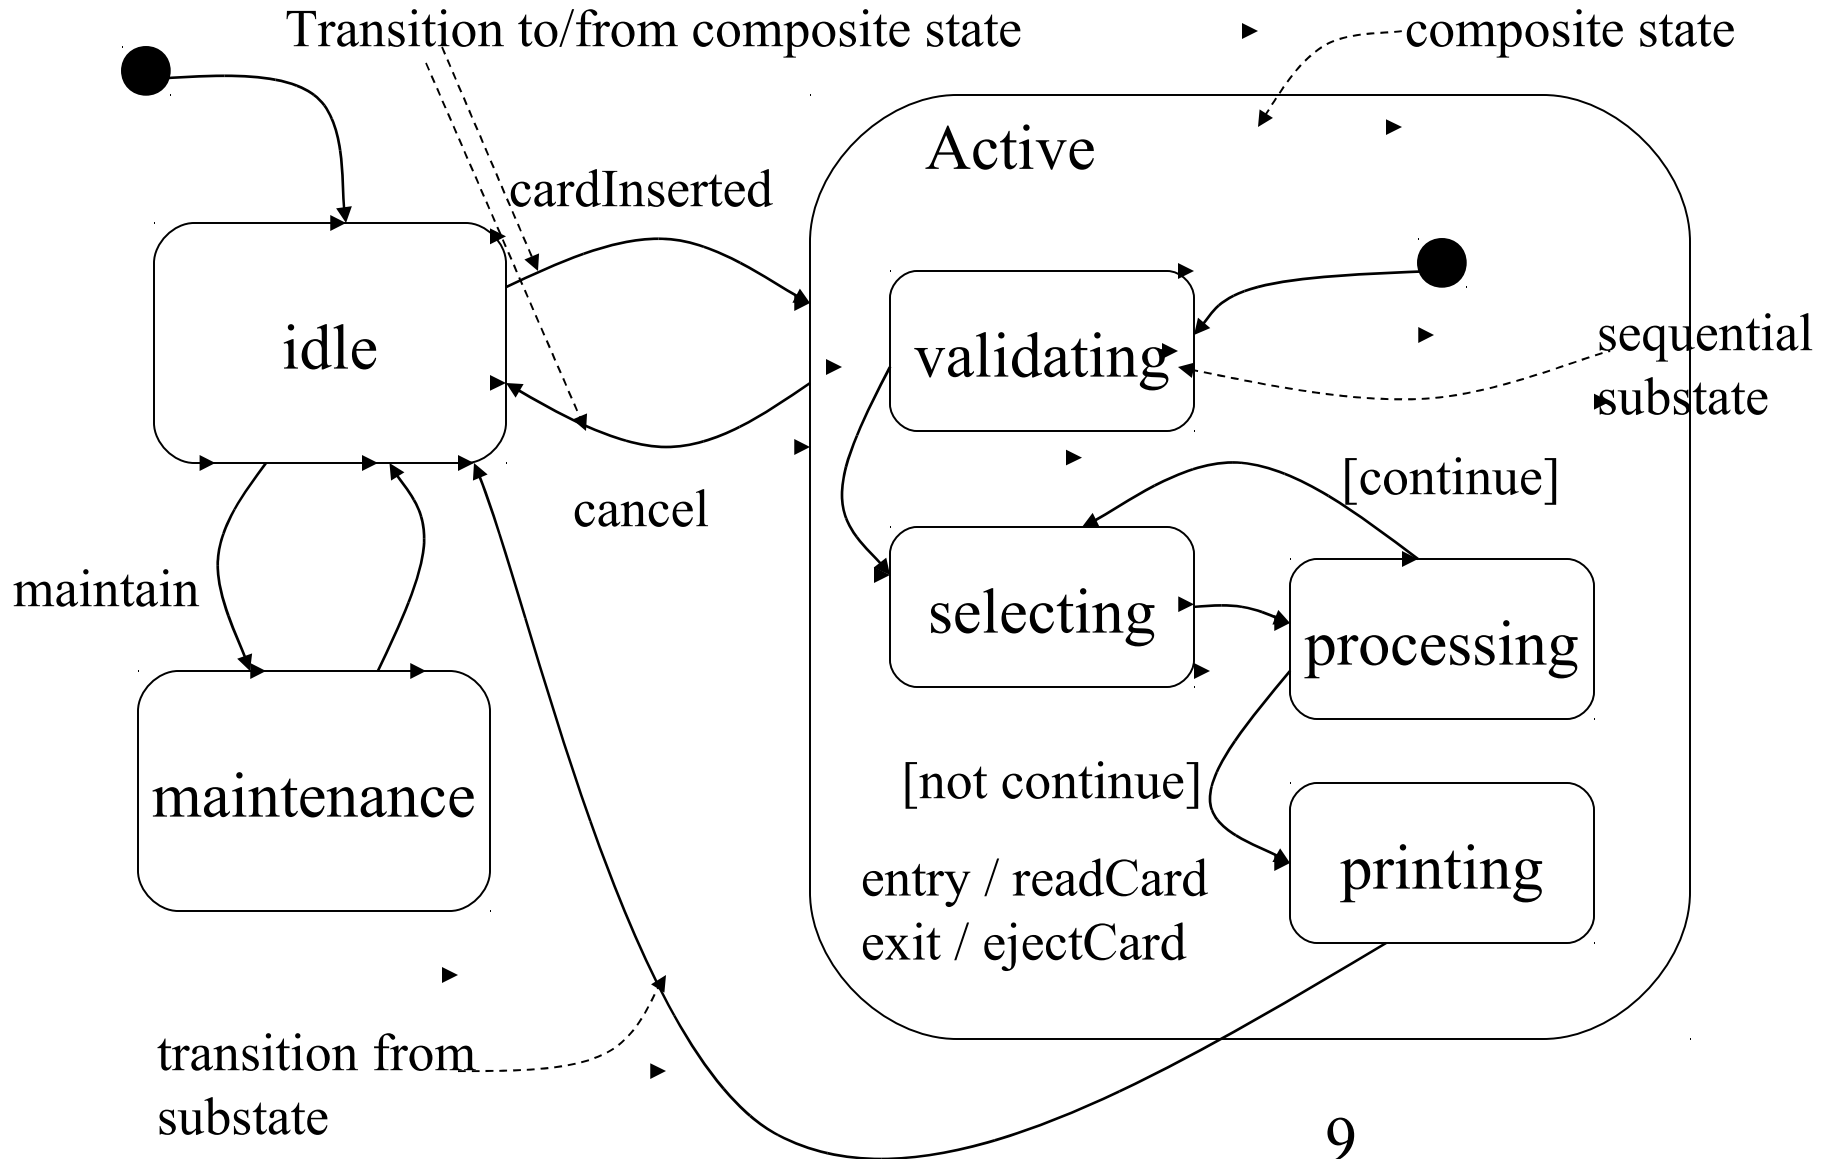 Transition to/from composite state
composite state
Active
cardInserted
idle
validating
sequential
substate
[continue]
cancel
maintain
selecting
processing
maintenance
[not continue]
printing
entry / readCard
exit / ejectCard
transition from
substate
9